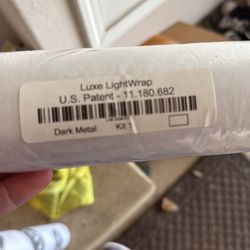 Luxe LightWrap
U.S. Patent - 11.180.682
Dark Metal Kit